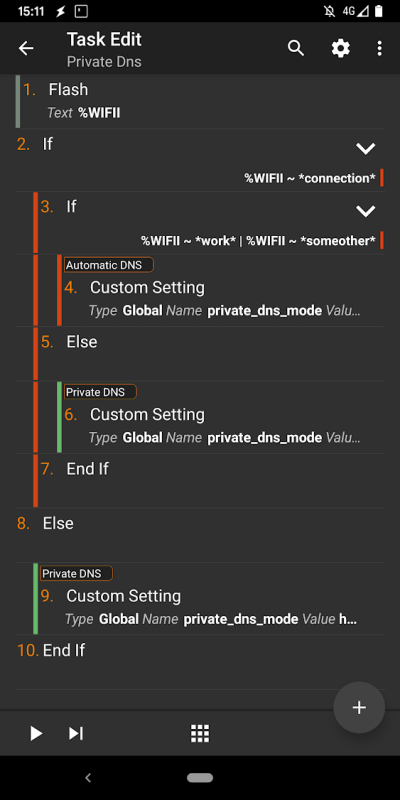 15:11
4G
Task Edit
Private Dns
1. Flash
Text %WIFII
2. If
%WIFII ~ *connection*
3. If
%WIFII ~ *work* | %WIFII ~ *someother*
Automatic DNS
4. Custom Setting
Type Global Name private_dns_mode Valu...
5. Else
Private DNS
6. Custom Setting
Type Global Name private_dns_mode Valu...
7. End If
8. Else
Private DNS
9. Custom Setting
Type Global Name private_dns_mode Value h...
10. End If